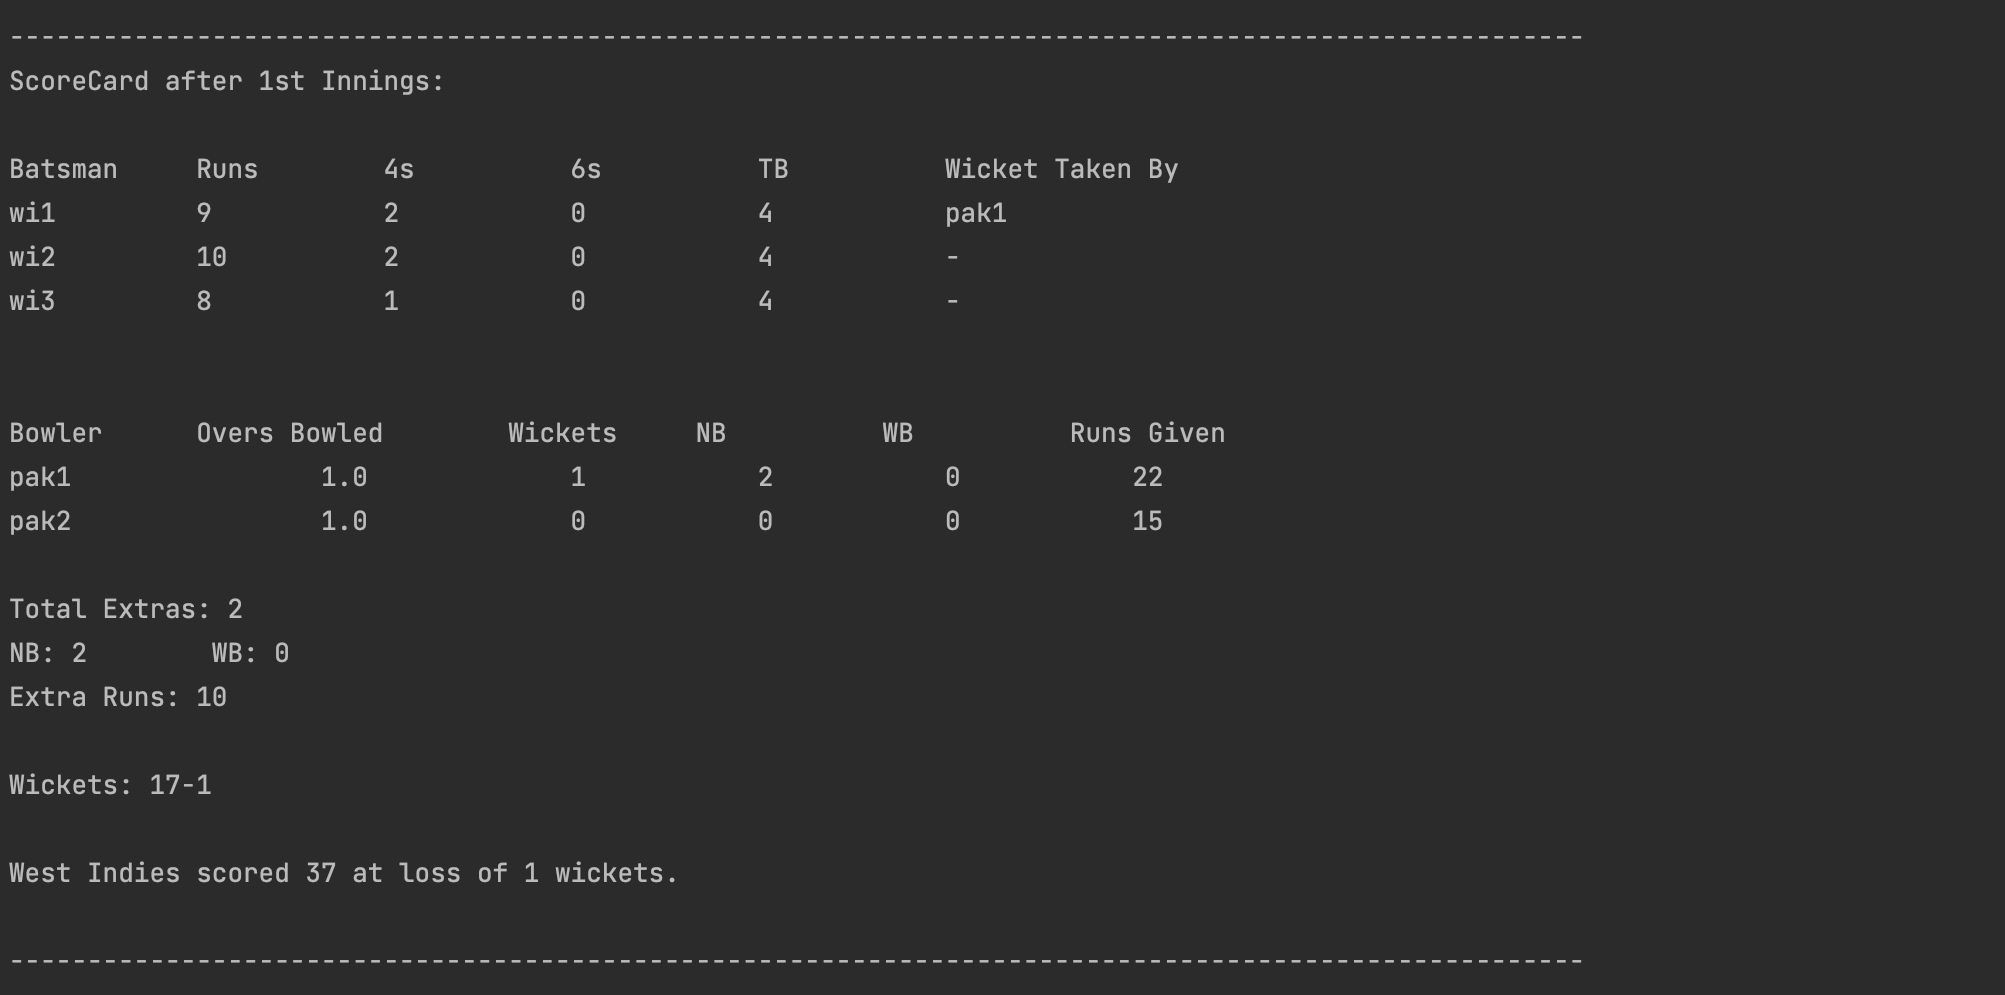 -----------------------------------------------------------------------------------------------------
ScoreCard after 1st Innings:
Batsman     Runs        4s          6s          TB          Wicket Taken By
wi1         9           2           0           4           pak1
wi2         10          2           0           4           -
wi3         8           1           0           4           -
Bowler      Overs Bowled        Wickets     NB          WB          Runs Given
pak1                1.0             1           2           0           22
pak2                1.0             0           0           0           15
Total Extras: 2
NB: 2        WB: 0
Extra Runs: 10
Wickets: 17-1
West Indies scored 37 at loss of 1 wickets.
-----------------------------------------------------------------------------------------------------